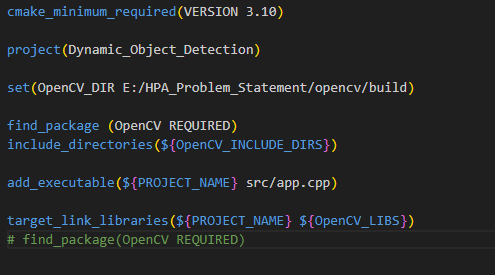 cmake_minimum_required(VERSION 3.10)
project(Dynamic_Object_Detection)
set(OpenCV_DIR E:/HPA_Problem_Statement/opencv/build)
find_package (OpenCV REQUIRED)
include_directories(${OpenCV_INCLUDE_DIRS})
add_executable(${PROJECT_NAME} src/app.cpp)
target_link_libraries(${PROJECT_NAME} ${OpenCV_LIBS})
# find_package(OpenCV REQUIRED)